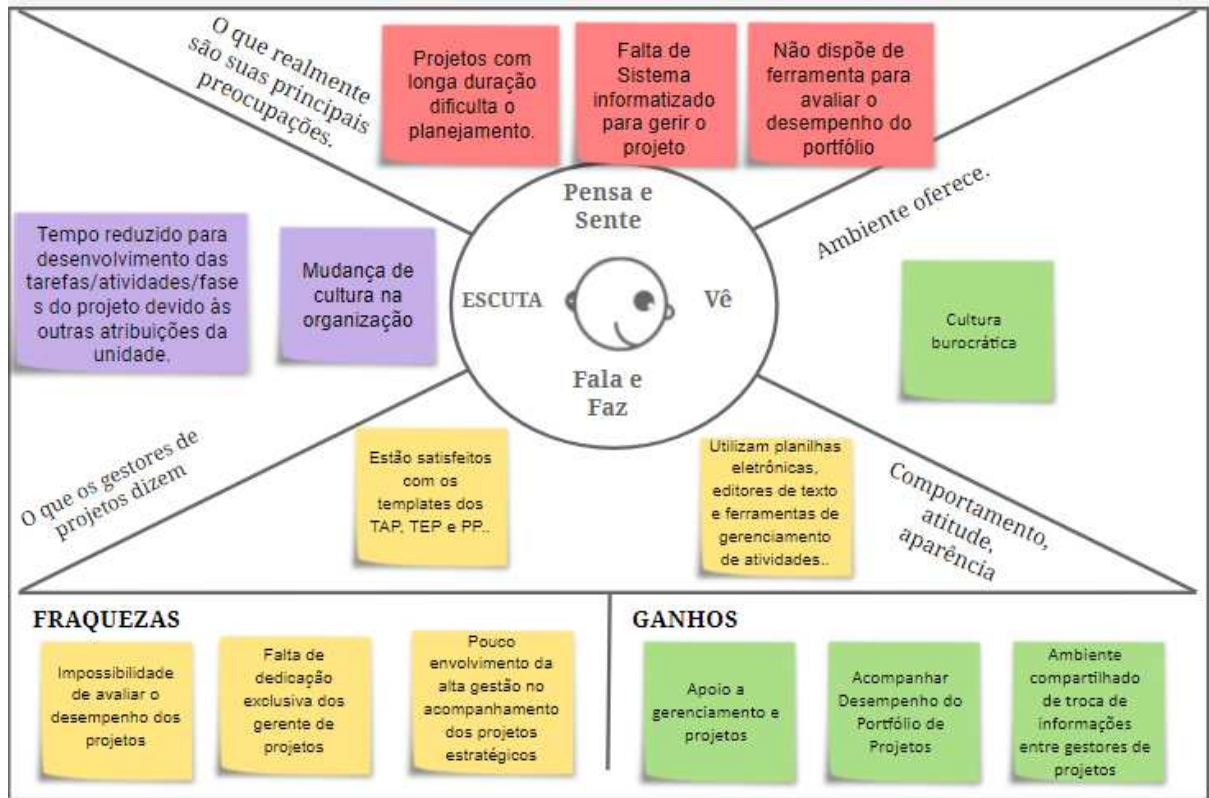 O que realmente
são suas principais
preocupações.
Projetos com
longa duração
dificulta o
planejamento.
Falta de
Sistema
informatizado
para gerir o
projeto
Não dispõe de
ferramenta para
avaliar o
desempenho do
portfólio
Pensa e
Sente
Ambiente oferece.
Tempo reduzido para
desenvolvimento das
tarefas/atividades/fase
s do projeto devido às
outras atribuições da
unidade.
Mudança de
cultura na
organização
ESCUTA
Vê
Cultura
burocrática
Fala e
Faz
O que os gestores de
projetos dizem
Estão satisfeitos
com os
templates dos
TAP, TEP e PP..
Utilizam planilhas
eletrônicas,
editores de texto
e ferramentas de
gerenciamento
de atividades..
Comportamento,
atitude,
aparência
FRAQUEZAS
Impossibilidade
de avaliar o
desempenho dos
projetos
Falta de
dedicação
exclusiva dos
gerente de
projetos
Pouco
envolvimento da
alta gestão no
acompanhamento
dos projetos
estratégicos
GANHOS
Apoio a
gerenciamento e
projetos
Acompanhar
Desempenho do
Portfólio de
Projetos
Ambiente
compartilhado
de troca de
informações
entre gestores de
projetos